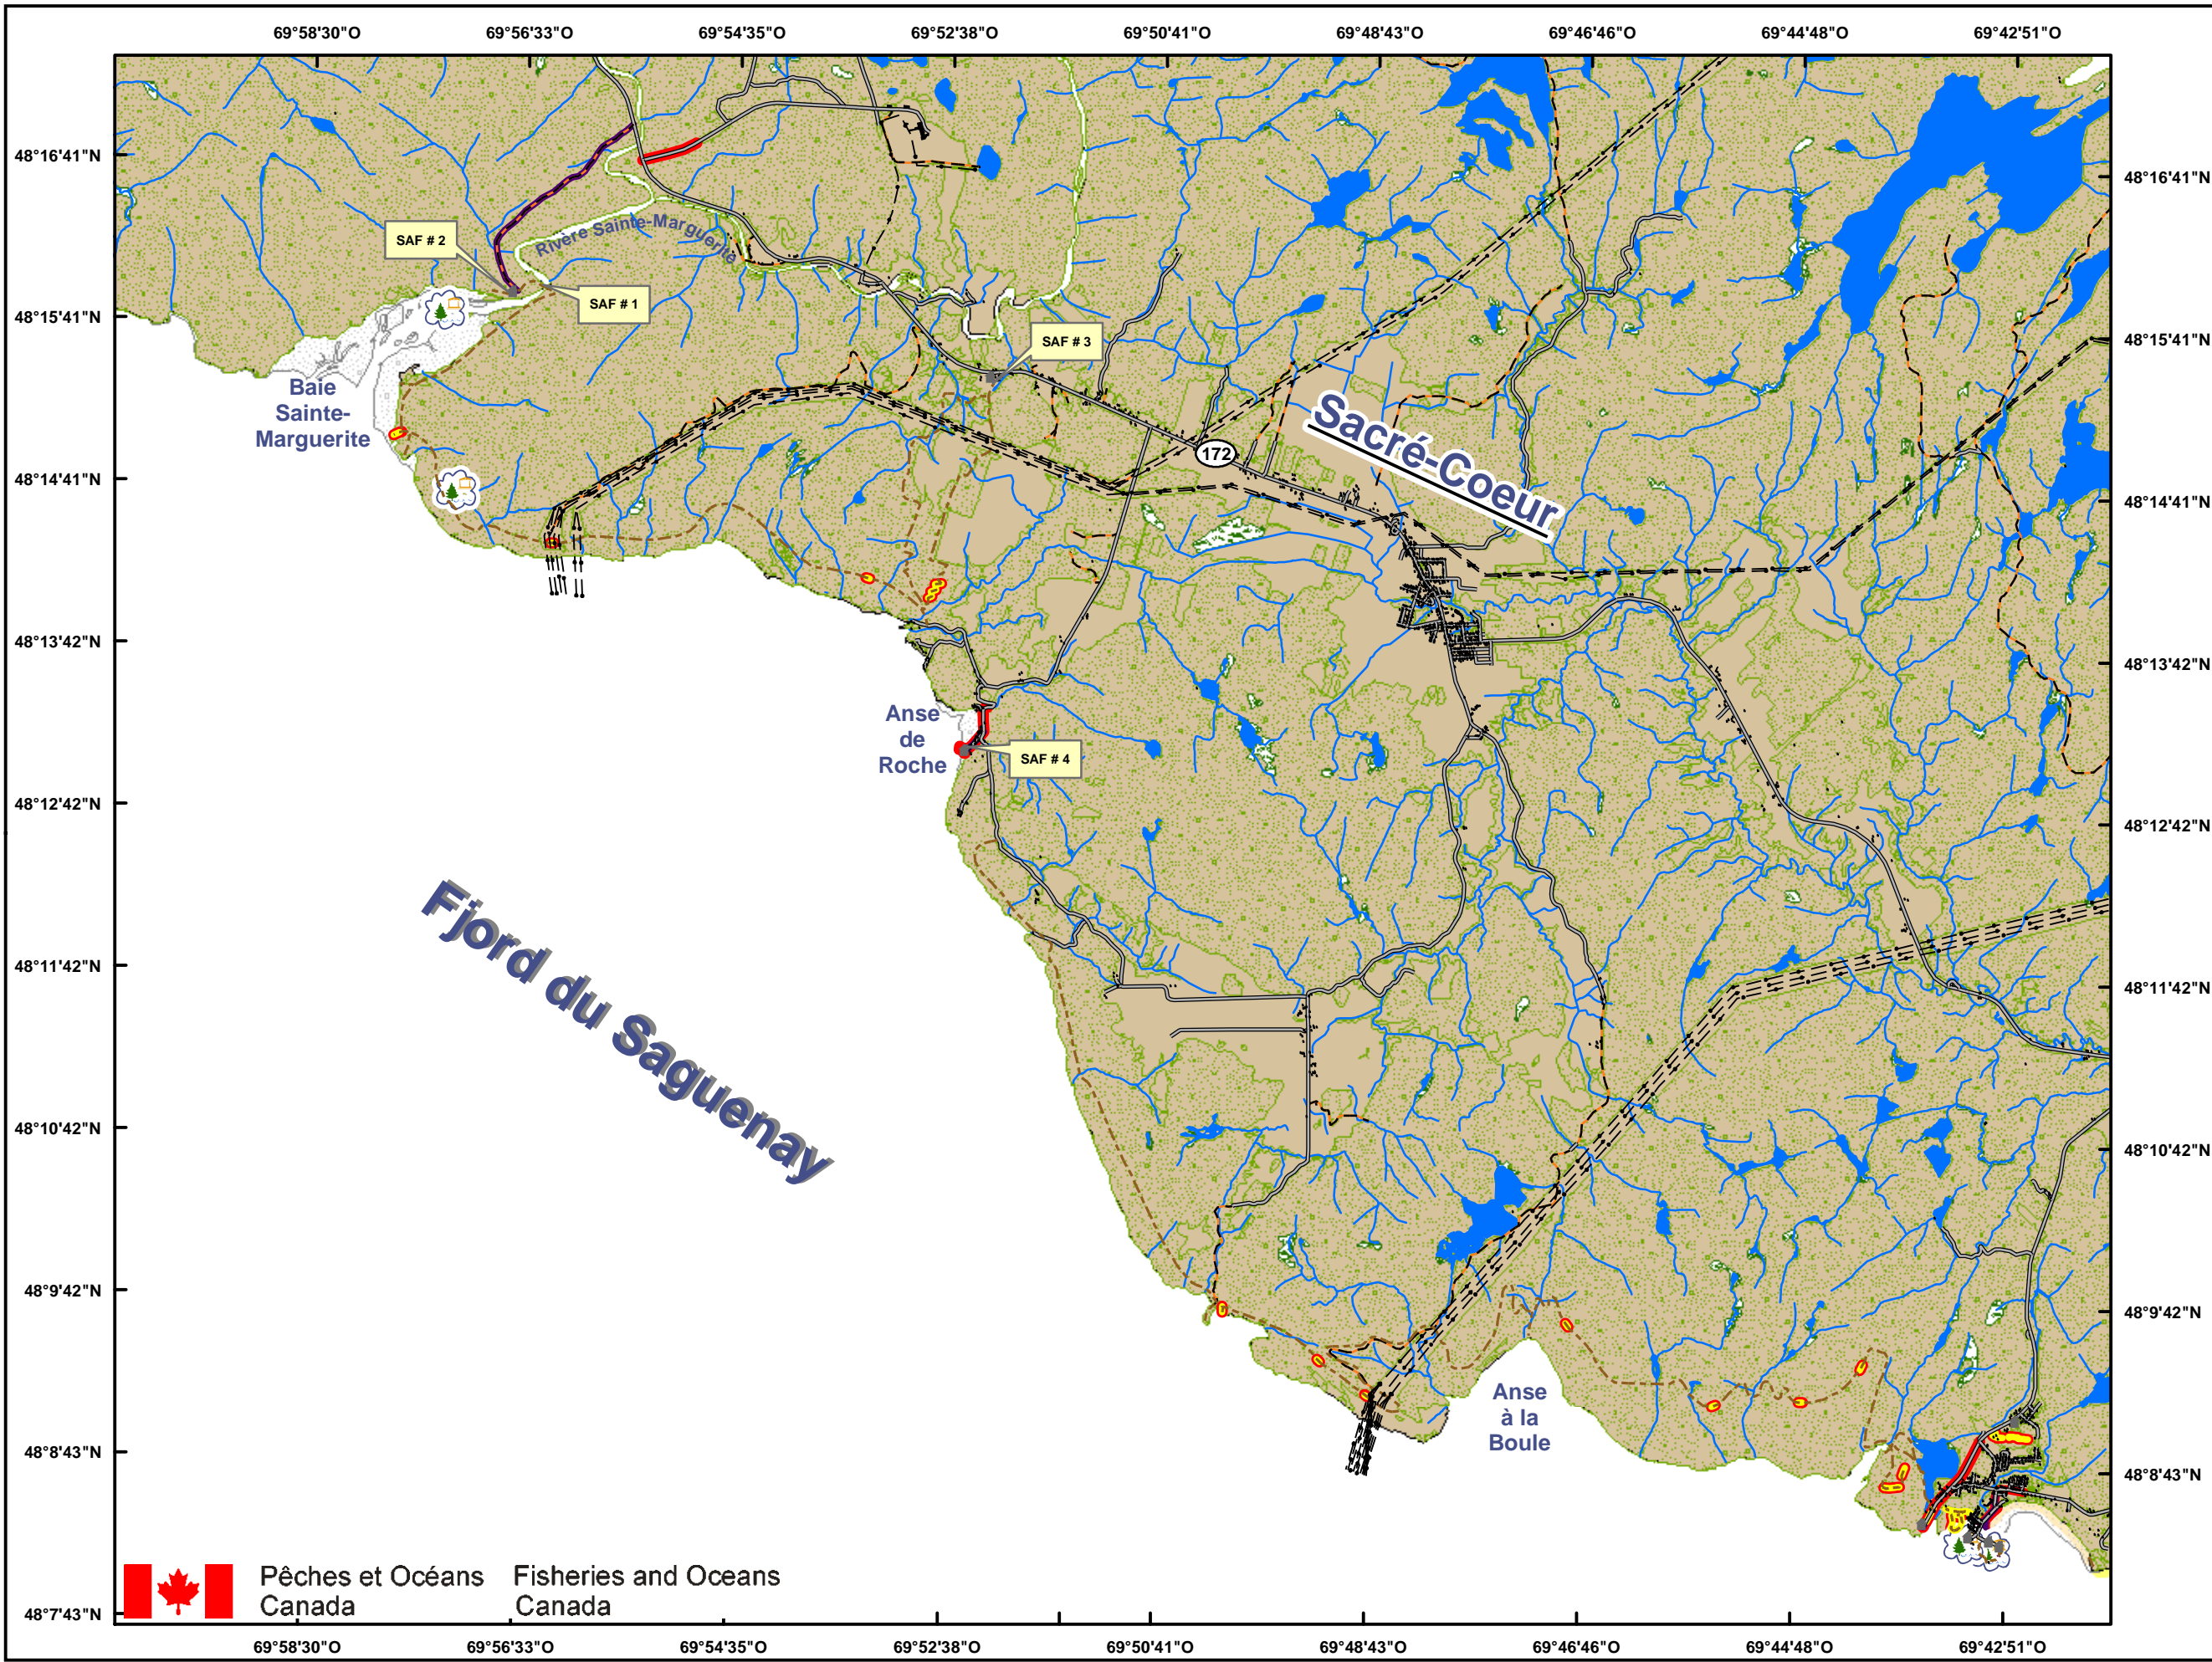 69°58'30"O 69°56'33"O 69°54'35"O 69°52'38"O 69°50'41"O 69°48'43"O 69°46'46"O 69°44'48"O 69°42'51"O
48°16'41"N
48°16'41"N
SAF # 2
Rivère Sainte-Marguerite
SAF # 1
48°15'41"N
48°15'41"N
SAF # 3
Baie
Sainte-
Marguerite
Sacré-Coeur
172
48°14'41"N
48°14'41"N
48°13'42"N
48°13'42"N
Anse
de
Roche
SAF # 4
48°12'42"N
48°12'42"N
Fjord du Saguenay
48°11'42"N
48°11'42"N
48°10'42"N
48°10'42"N
48°9'42"N
48°9'42"N
Anse
à la
Boule
48°8'43"N
48°8'43"N
Pêches et Océans
Canada
Fisheries and Oceans
Canada
48°7'43"N
69°58'30"O 69°56'33"O 69°54'35"O 69°52'38"O 69°50'41"O 69°48'43"O 69°46'46"O 69°44'48"O 69°42'51"O